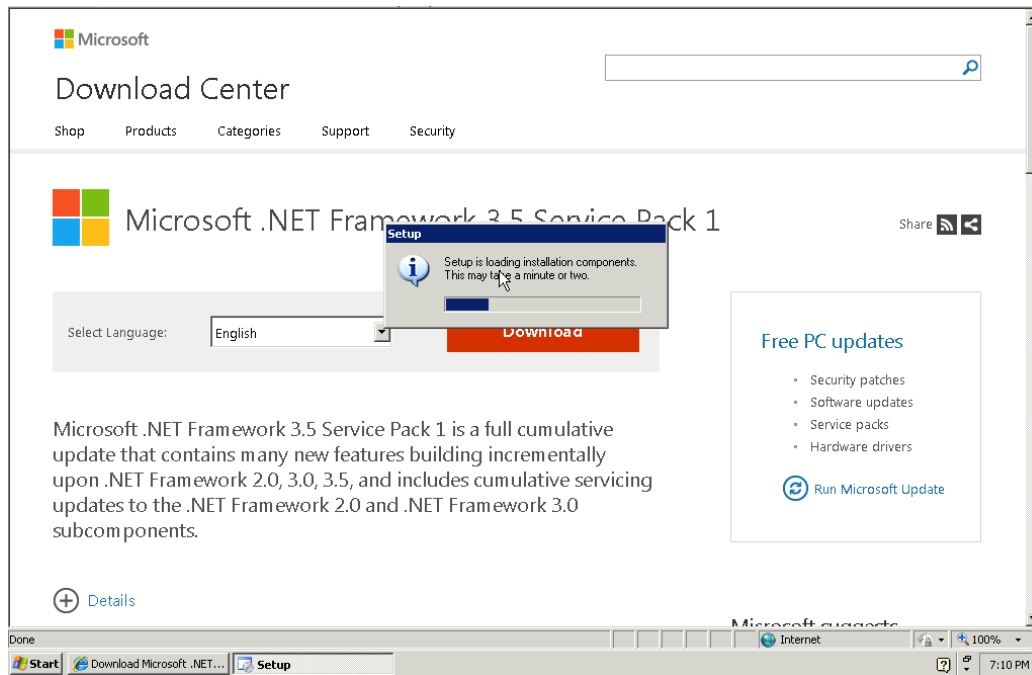 Microsoft
Download Center
Shop Products Categories Support Security
Microsoft .NET Framework 3.5 Service Pack 1
Share
Setup
Setup is loading installation components.
This may take a minute or two.
Select Language:
English
Download
Free PC updates
Security patches
Software updates
Service packs
Hardware drivers
Run Microsoft Update
Microsoft .NET Framework 3.5 Service Pack 1 is a full cumulative
update that contains many new features building incrementally
upon .NET Framework 2.0, 3.0, 3.5, and includes cumulative servicing
updates to the .NET Framework 2.0 and .NET Framework 3.0
subcomponents.
Details
Microsoft suggests
Done
Internet
100%
Start
Download Microsoft .NET...
Setup
7:10 PM